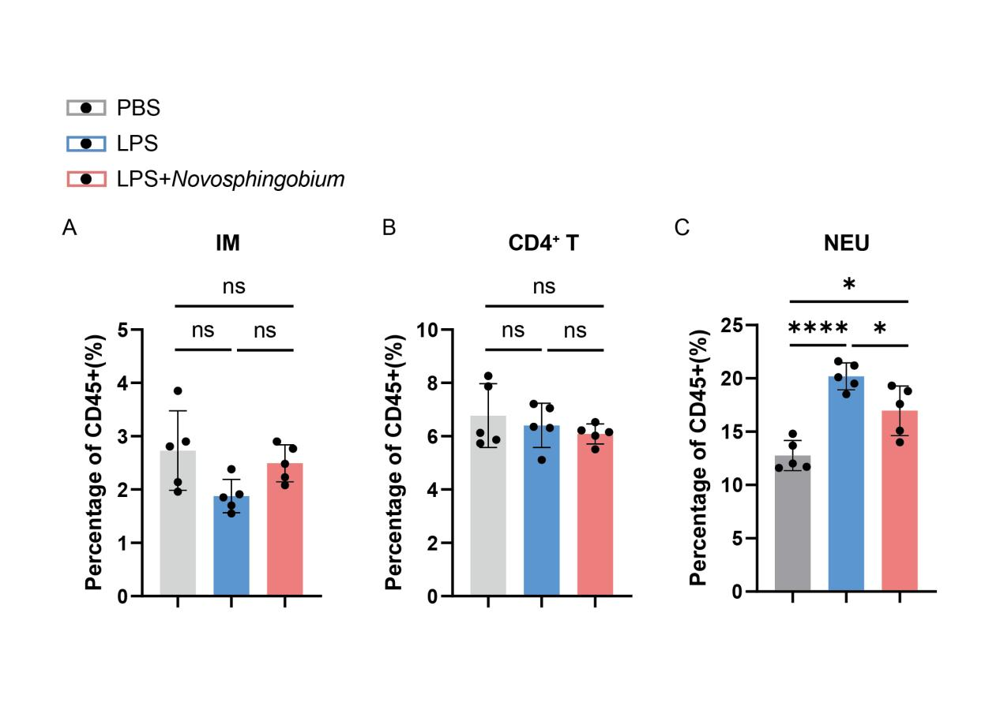 PBS
LPS
LPS+Novosphingobium
A
IM
ns
ns
ns
Percentage of CD45+(%)
5
4
3
2
1
0
B
CD4⁺ T
ns
ns
ns
Percentage of CD45+(%)
10
8
6
4
2
0
C
NEU
*
****
*
Percentage of CD45+(%)
25
20
15
10
5
0